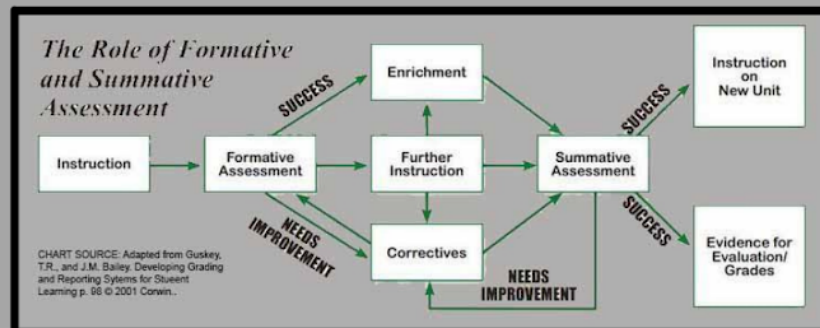 The Role of Formative
and Summative
Assessment
Instruction
SUCCESS
Formative
Assessment
NEEDS
IMPROVEMENT
Enrichment
Further
Instruction
Correctives
Summative
Assessment
NEEDS
IMPROVEMENT
SUCCESS
Instruction
on
New Unit
SUCCESS
Evidence for
Evaluation/
Grades
CHART SOURCE: Adapted from Guskey,
T.R., and J.M. Bailey. Developing Grading
and Reporting Sytems for Stueent
Learning p. 98 © 2001 Corwin..